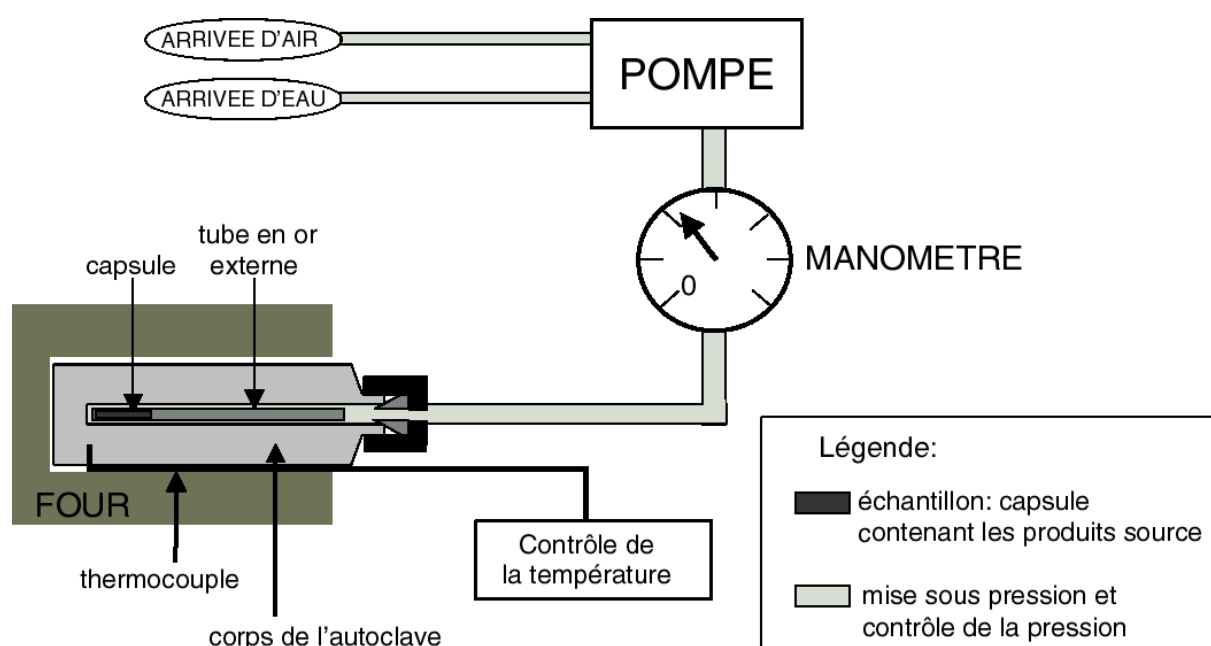 ARRIVEE D'AIR
ARRIVEE D'EAU
POMPE
MANOMETRE
0
tube en or
externe
capsule
FOUR
thermocouple
corps de l'autoclave
Contrôle de
la température
Légende:
échantillon: capsule
contenant les produits source
mise sous pression et
contrôle de la pression